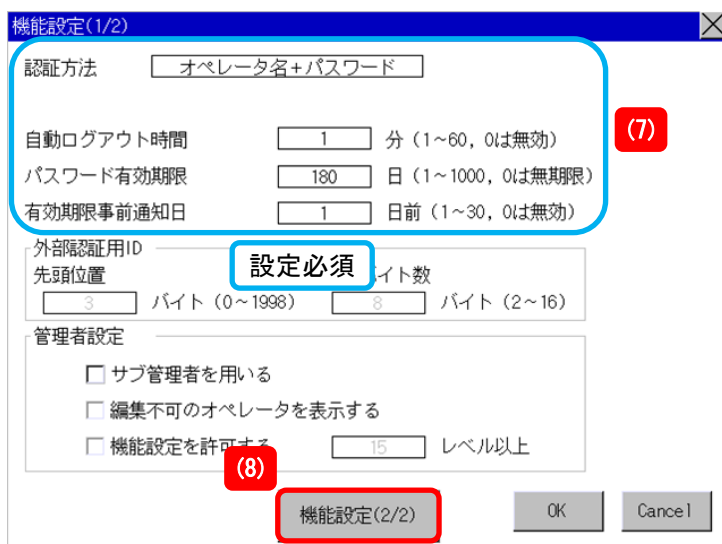 機能設定(1/2)
認証方法 オペレータ名+パスワード
(7)
自動ログアウト時間 1 分(1~60, 0は無効)
パスワード有効期限 180 日(1~1000, 0は無期限)
有効期限事前通知日 1 日前(1~30, 0は無効)
外部認証用ID
設定必須
先頭位置 イト数
3 バイト(0~1998) 8 バイト(2~16)
管理者設定
サブ管理者を用いる
編集不可のオペレータを表示する
機能設定を許可する 15 レベル以上
(8)
機能設定(2/2) OK Cancel